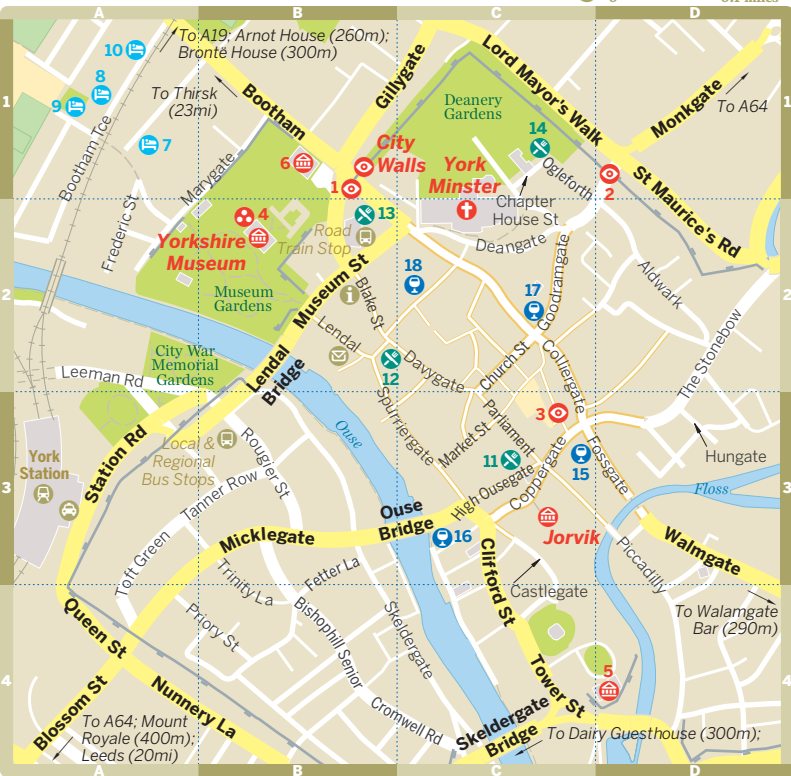 A
B
C
D
1
2
3
4
1
2
3
4
A
B
C
D
To A19; Arnot House (260m);
Brontë House (300m)
To Thirsk
(23mi)
10
8
9
7
Bootham Tce
Frederic St
Marygate
Bootham
Gillygate
Lord Mayor's Walk
Monkgate
To A64
Deanery
Gardens
14
Ogleforth
2
St Maurice's Rd
City
Walls
1
6
York
Minster
Chapter
House St
Deangate
4
Yorkshire
Museum
Museum
Gardens
13
Road
Train Stop
Museum St
Blake St
18
17
Goodramgate
Aldwark
The Stonebow
Lendal
12
Davygate
Church St
Colliergate
City War
Memorial
Gardens
Leeman Rd
Lendal
Bridge
Ouse
Spurriergate
Market St
Parliament
3
11
High Ousegate
Coppergate
15
Fossgate
Hungate
Floss
York
Station
Station Rd
Local &
Regional
Bus Stops
Rougier St
Tanner Row
Toft Green
Micklegate
Ouse
Bridge
16
Jorvik
Castlegate
Clifford St
Piccadilly
Walmgate
To Walamgate
Bar (290m)
Fetter La
Trinity La
Priory St
Bishophill Senior
Skeldergate
Cromwell Rd
Queen St
Nunnery La
Blossom St
To A64; Mount
Royale (400m);
Leeds (20mi)
Tower St
5
Skeldergate
Bridge
To Dairy Guesthouse (300m);